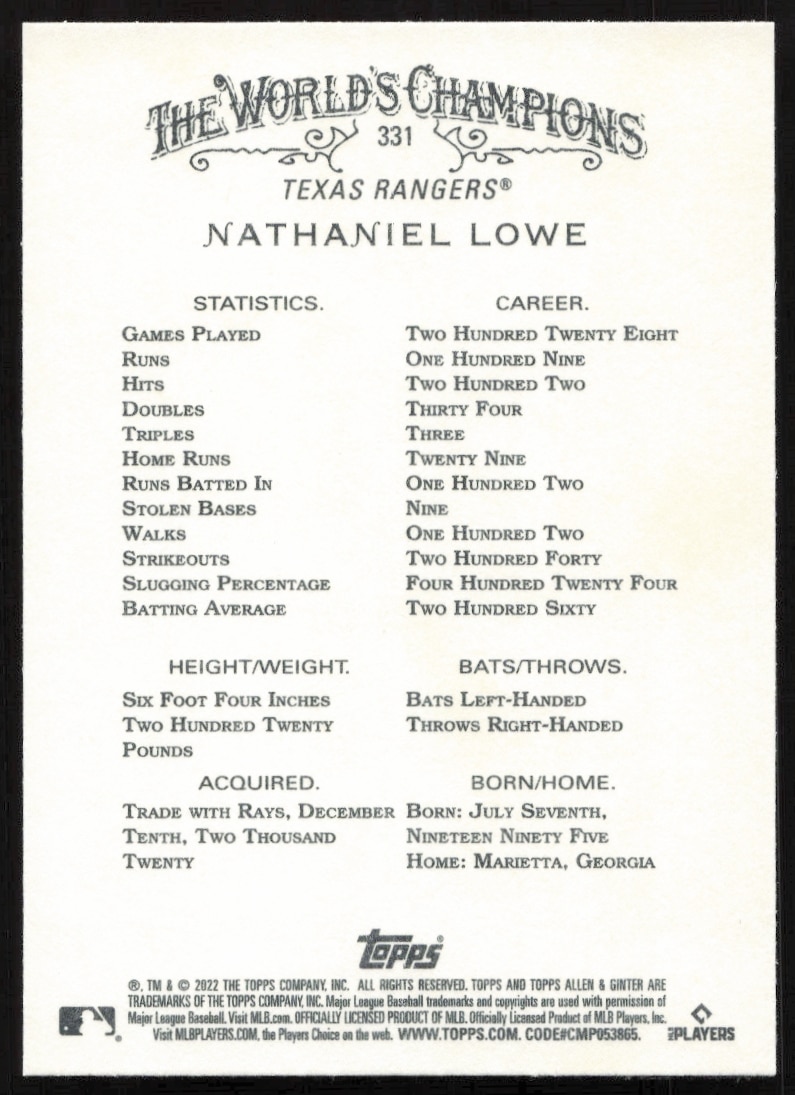 THE WORLD'S CHAMPIONS
331
TEXAS RANGERS®
NATHANIEL LOWE
STATISTICS. CAREER.
GAMES PLAYED TWO HUNDRED TWENTY EIGHT
RUNS ONE HUNDRED NINE
HITS TWO HUNDRED TWO
DOUBLES THIRTY FOUR
TRIPLES THREE
HOME RUNS TWENTY NINE
RUNS BATTED IN ONE HUNDRED TWO
STOLEN BASES NINE
WALKS ONE HUNDRED TWO
STRIKEOUTS TWO HUNDRED FORTY
SLUGGING PERCENTAGE FOUR HUNDRED TWENTY FOUR
BATTING AVERAGE TWO HUNDRED SIXTY
HEIGHT/WEIGHT. BATS/THROWS.
SIX FOOT FOUR INCHES BATS LEFT-HANDED
TWO HUNDRED TWENTY THROWS RIGHT-HANDED
POUNDS
ACQUIRED. BORN/HOME.
TRADE WITH RAYS, DECEMBER BORN: JULY SEVENTH,
TENTH, TWO THOUSAND NINETEEN NINETY FIVE
TWENTY HOME: MARIETTA, GEORGIA
topps®
®, TM & © 2022 THE TOPPS COMPANY, INC. ALL RIGHTS RESERVED. TOPPS AND TOPPS ALLEN & GINTER ARE
TRADEMARKS OF THE TOPPS COMPANY, INC. Major League Baseball trademarks and copyrights are used with permission of
Major League Baseball. Visit MLB.com. OFFICIALLY LICENSED PRODUCT OF MLB. Officially Licensed Product of MLB Players, Inc.
Visit MLBPLAYERS.COM, the Players Choice on the web. WWW.TOPPS.COM. CODE#CMP053865.
MLB PLAYERS